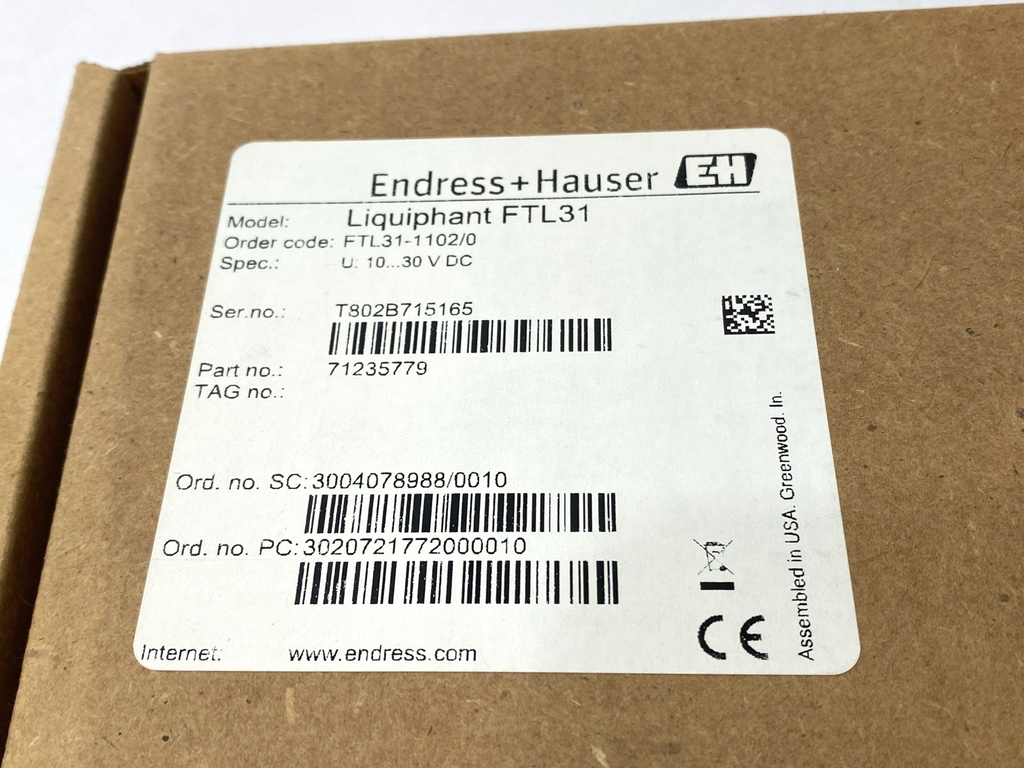 Endress+Hauser EH
Model: Liquiphant FTL31
Order code: FTL31-1102/0
Spec.: U: 10...30 V DC
Ser.no.: T802B715165
Part no.: 71235779
TAG no.:
Ord. no. SC: 3004078988/0010
Ord. no. PC: 3020721772000010
Internet: www.endress.com
CE
Assembled in USA. Greenwood. In.